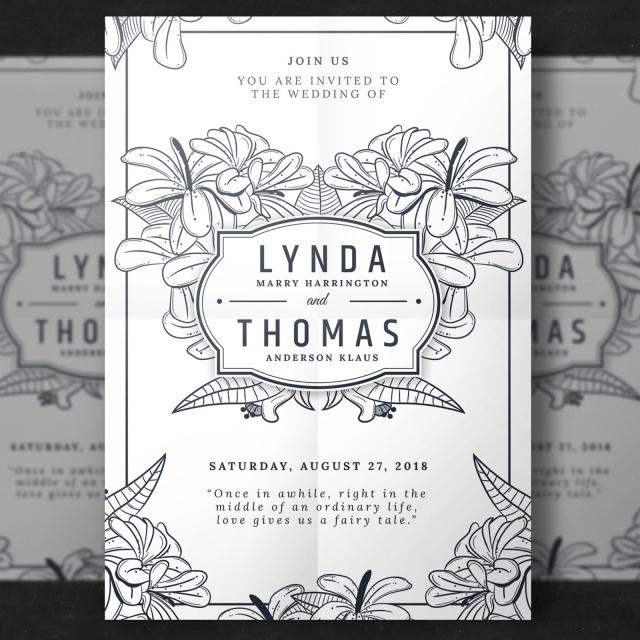 JOIN US
YOU ARE INVITED TO
THE WEDDING OF
LYNDA
MARRY HARRINGTON
and
THOMAS
ANDERSON KLAUS
SATURDAY, AUGUST 27, 2018
“Once in awhile, right in the
middle of an ordinary life,
love gives us a fairy tale.”